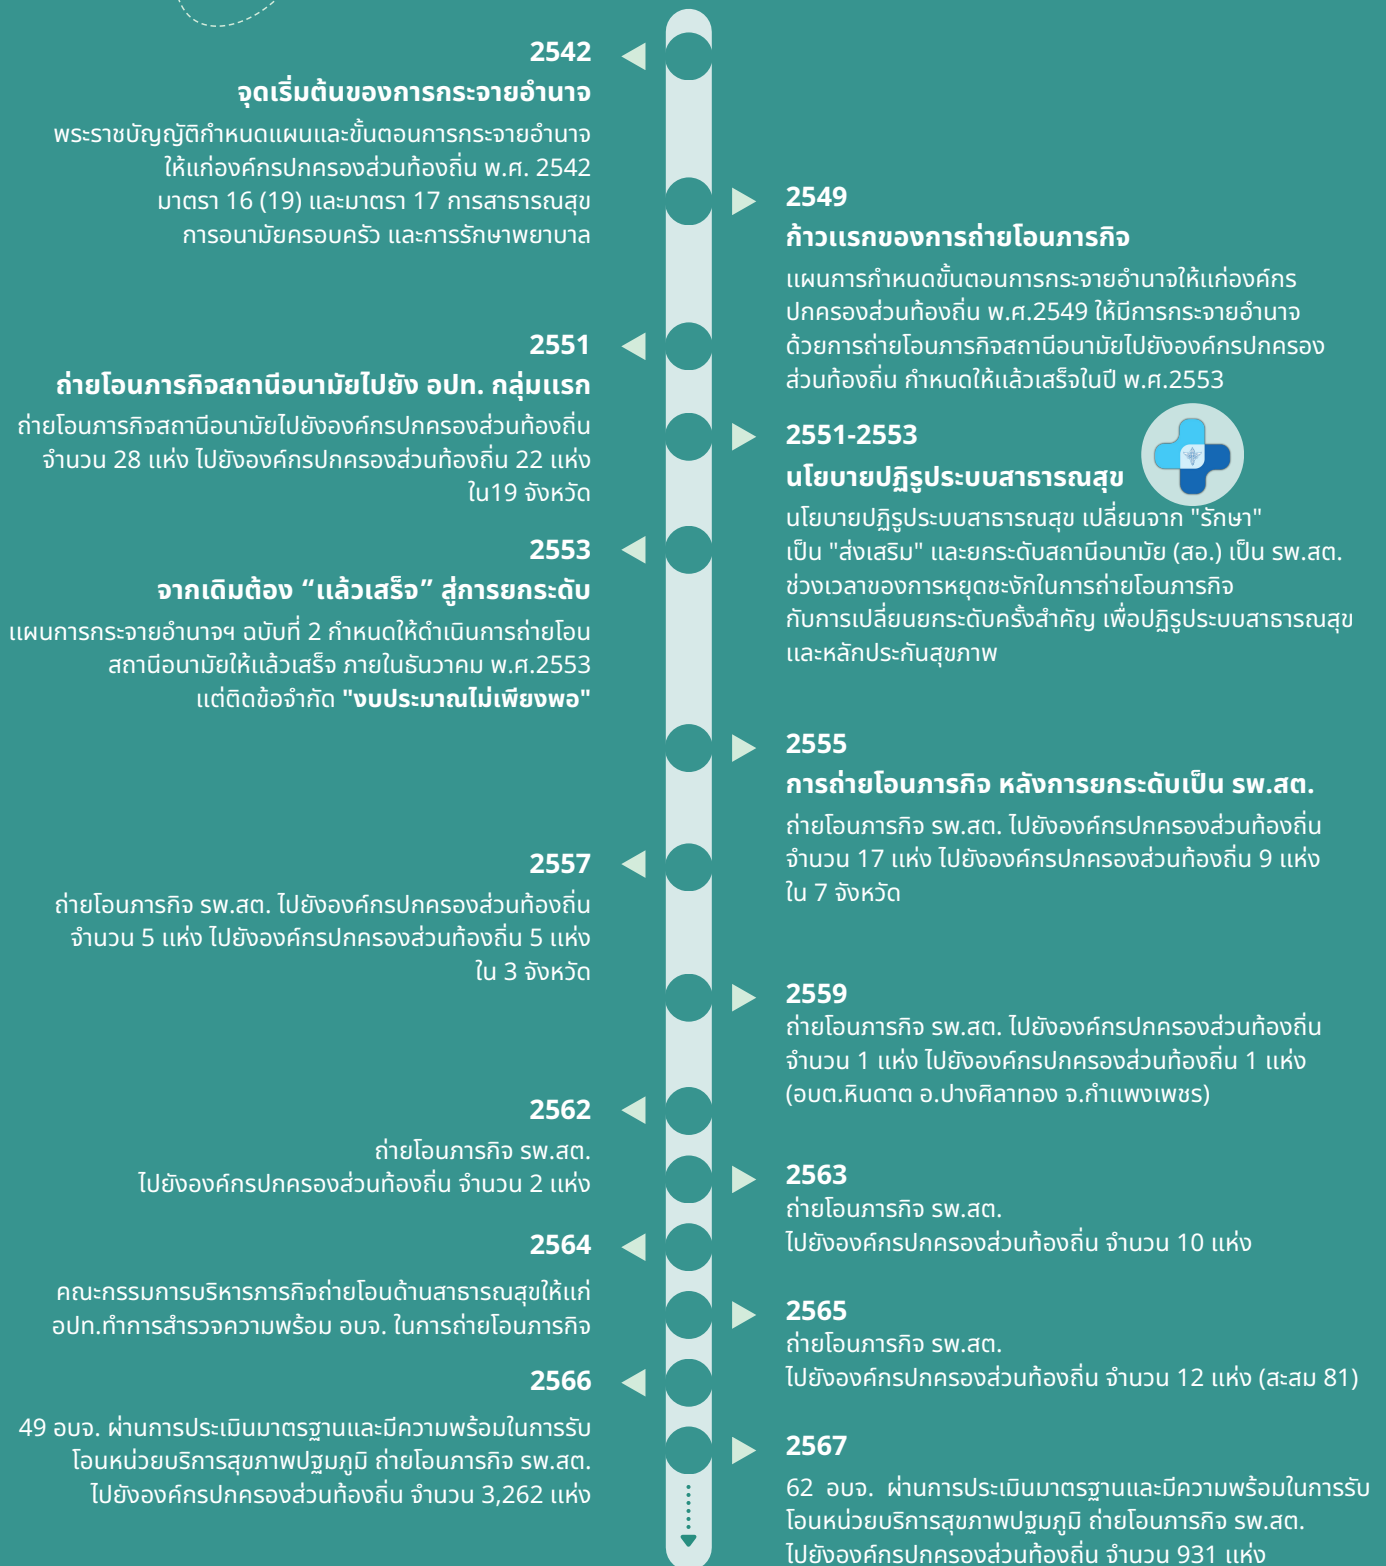 2542
จุดเริ่มต้นของการกระจายอำนาจ
พระราชบัญญัติกำหนดแผนและขั้นตอนการกระจายอำนาจ
ให้แก่องค์กรปกครองส่วนท้องถิ่น พ.ศ. 2542
มาตรา 16 (19) และมาตรา 17 การสาธารณสุข
การอนามัยครอบครัว และการรักษาพยาบาล
2549
ก้าวแรกของการถ่ายโอนภารกิจ
แผนการกำหนดขั้นตอนการกระจายอำนาจให้แก่องค์กร
ปกครองส่วนท้องถิ่น พ.ศ.2549 ให้มีการกระจายอำนาจ
ด้วยการถ่ายโอนภารกิจสถานีอนามัยไปยังองค์กรปกครอง
ส่วนท้องถิ่น กำหนดให้แล้วเสร็จในปี พ.ศ.2553
2551
ถ่ายโอนภารกิจสถานีอนามัยไปยัง อปท. กลุ่มแรก
ถ่ายโอนภารกิจสถานีอนามัยไปยังองค์กรปกครองส่วนท้องถิ่น
จำนวน 28 แห่ง ไปยังองค์กรปกครองส่วนท้องถิ่น 22 แห่ง
ใน19 จังหวัด
2551-2553
นโยบายปฏิรูประบบสาธารณสุข
นโยบายปฏิรูประบบสาธารณสุข เปลี่ยนจาก "รักษา"
เป็น "ส่งเสริม" และยกระดับสถานีอนามัย (สอ.) เป็น รพ.สต.
ช่วงเวลาของการหยุดชะงักในการถ่ายโอนภารกิจ
กับการเปลี่ยนยกระดับครั้งสำคัญ เพื่อปฏิรูประบบสาธารณสุข
และหลักประกันสุขภาพ
2553
จากเดิมต้อง “แล้วเสร็จ” สู่การยกระดับ
แผนการกระจายอำนาจฯ ฉบับที่ 2 กำหนดให้ดำเนินการถ่ายโอน
สถานีอนามัยให้แล้วเสร็จ ภายในธันวาคม พ.ศ.2553
แต่ติดข้อจำกัด "งบประมาณไม่เพียงพอ"
2555
การถ่ายโอนภารกิจ หลังการยกระดับเป็น รพ.สต.
ถ่ายโอนภารกิจ รพ.สต. ไปยังองค์กรปกครองส่วนท้องถิ่น
จำนวน 17 แห่ง ไปยังองค์กรปกครองส่วนท้องถิ่น 9 แห่ง
ใน 7 จังหวัด
2557
ถ่ายโอนภารกิจ รพ.สต. ไปยังองค์กรปกครองส่วนท้องถิ่น
จำนวน 5 แห่ง ไปยังองค์กรปกครองส่วนท้องถิ่น 5 แห่ง
ใน 3 จังหวัด
2559
ถ่ายโอนภารกิจ รพ.สต. ไปยังองค์กรปกครองส่วนท้องถิ่น
จำนวน 1 แห่ง ไปยังองค์กรปกครองส่วนท้องถิ่น 1 แห่ง
(อบต.หินดาต อ.ปางศิลาทอง จ.กำแพงเพชร)
2562
ถ่ายโอนภารกิจ รพ.สต.
ไปยังองค์กรปกครองส่วนท้องถิ่น จำนวน 2 แห่ง
2563
ถ่ายโอนภารกิจ รพ.สต.
ไปยังองค์กรปกครองส่วนท้องถิ่น จำนวน 10 แห่ง
2564
คณะกรรมการบริหารภารกิจถ่ายโอนด้านสาธารณสุขให้แก่
อปท.ทำการสำรวจความพร้อม อบจ. ในการถ่ายโอนภารกิจ
2565
ถ่ายโอนภารกิจ รพ.สต.
ไปยังองค์กรปกครองส่วนท้องถิ่น จำนวน 12 แห่ง (สะสม 81)
2566
49 อบจ. ผ่านการประเมินมาตรฐานและมีความพร้อมในการรับ
โอนหน่วยบริการสุขภาพปฐมภูมิ ถ่ายโอนภารกิจ รพ.สต.
ไปยังองค์กรปกครองส่วนท้องถิ่น จำนวน 3,262 แห่ง
2567
62 อบจ. ผ่านการประเมินมาตรฐานและมีความพร้อมในการรับ
โอนหน่วยบริการสุขภาพปฐมภูมิ ถ่ายโอนภารกิจ รพ.สต.
ไปยังองค์กรปกครองส่วนท้องถิ่น จำนวน 931 แห่ง